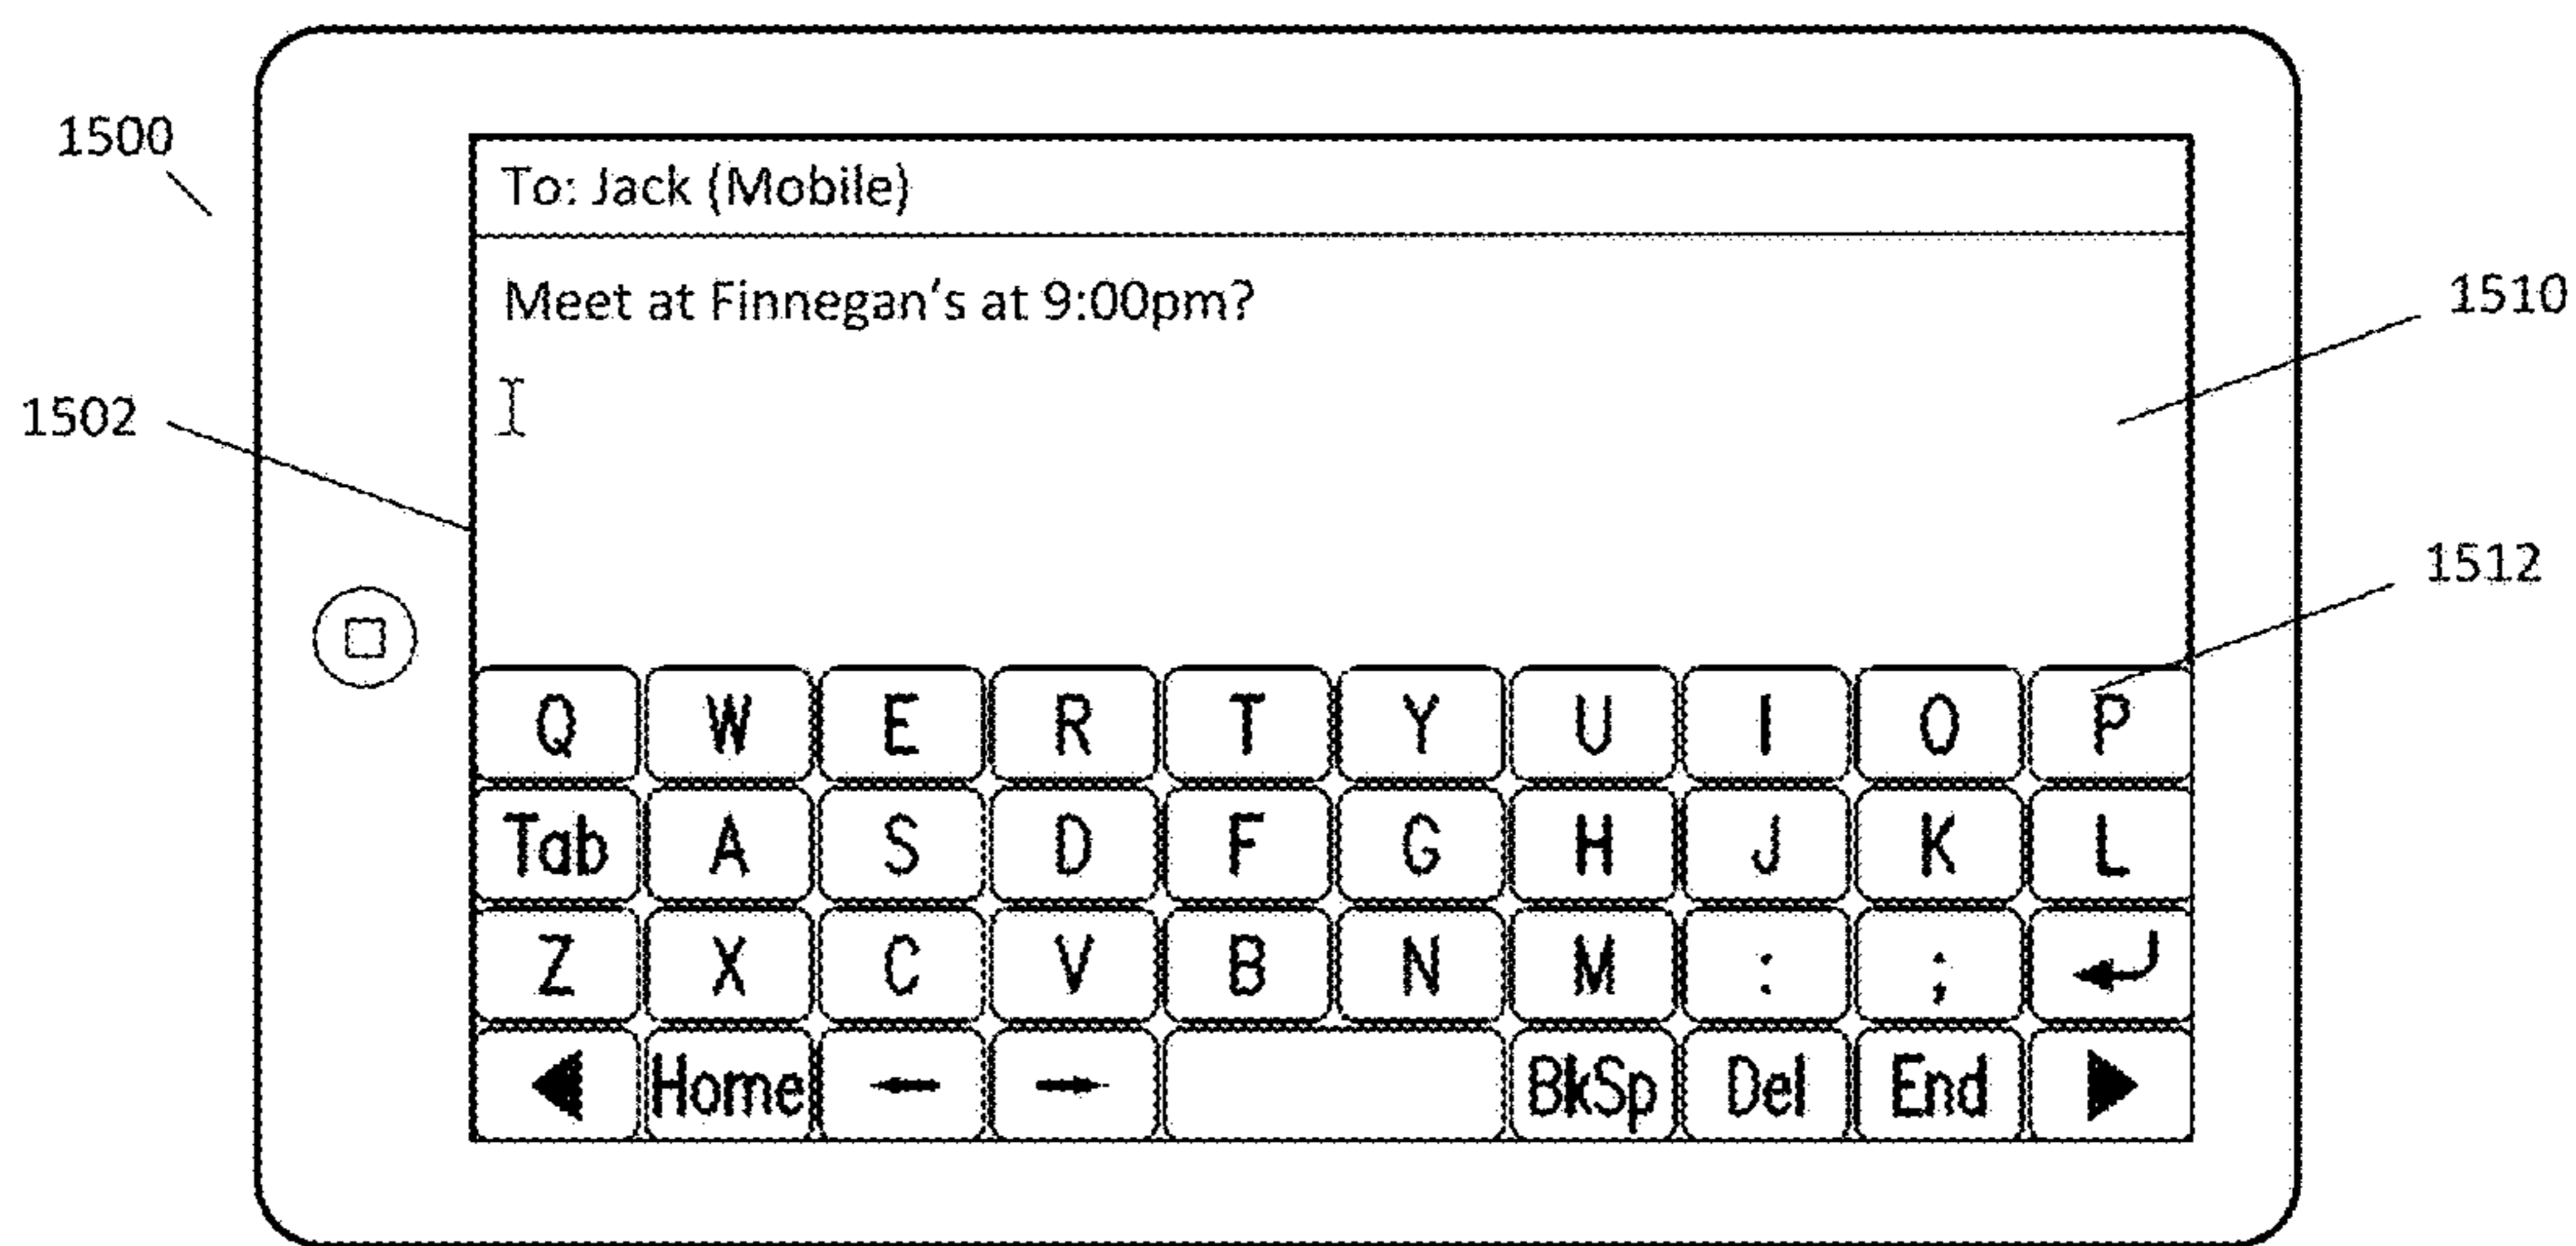 1500
To: Jack (Mobile)
Meet at Finnegan's at 9:00pm?
1510
1502
1512
Q W E R T Y U I O P
Tab A S D F G H J K L
Z X C V B N M : ;
Home ← → BkSp Del End